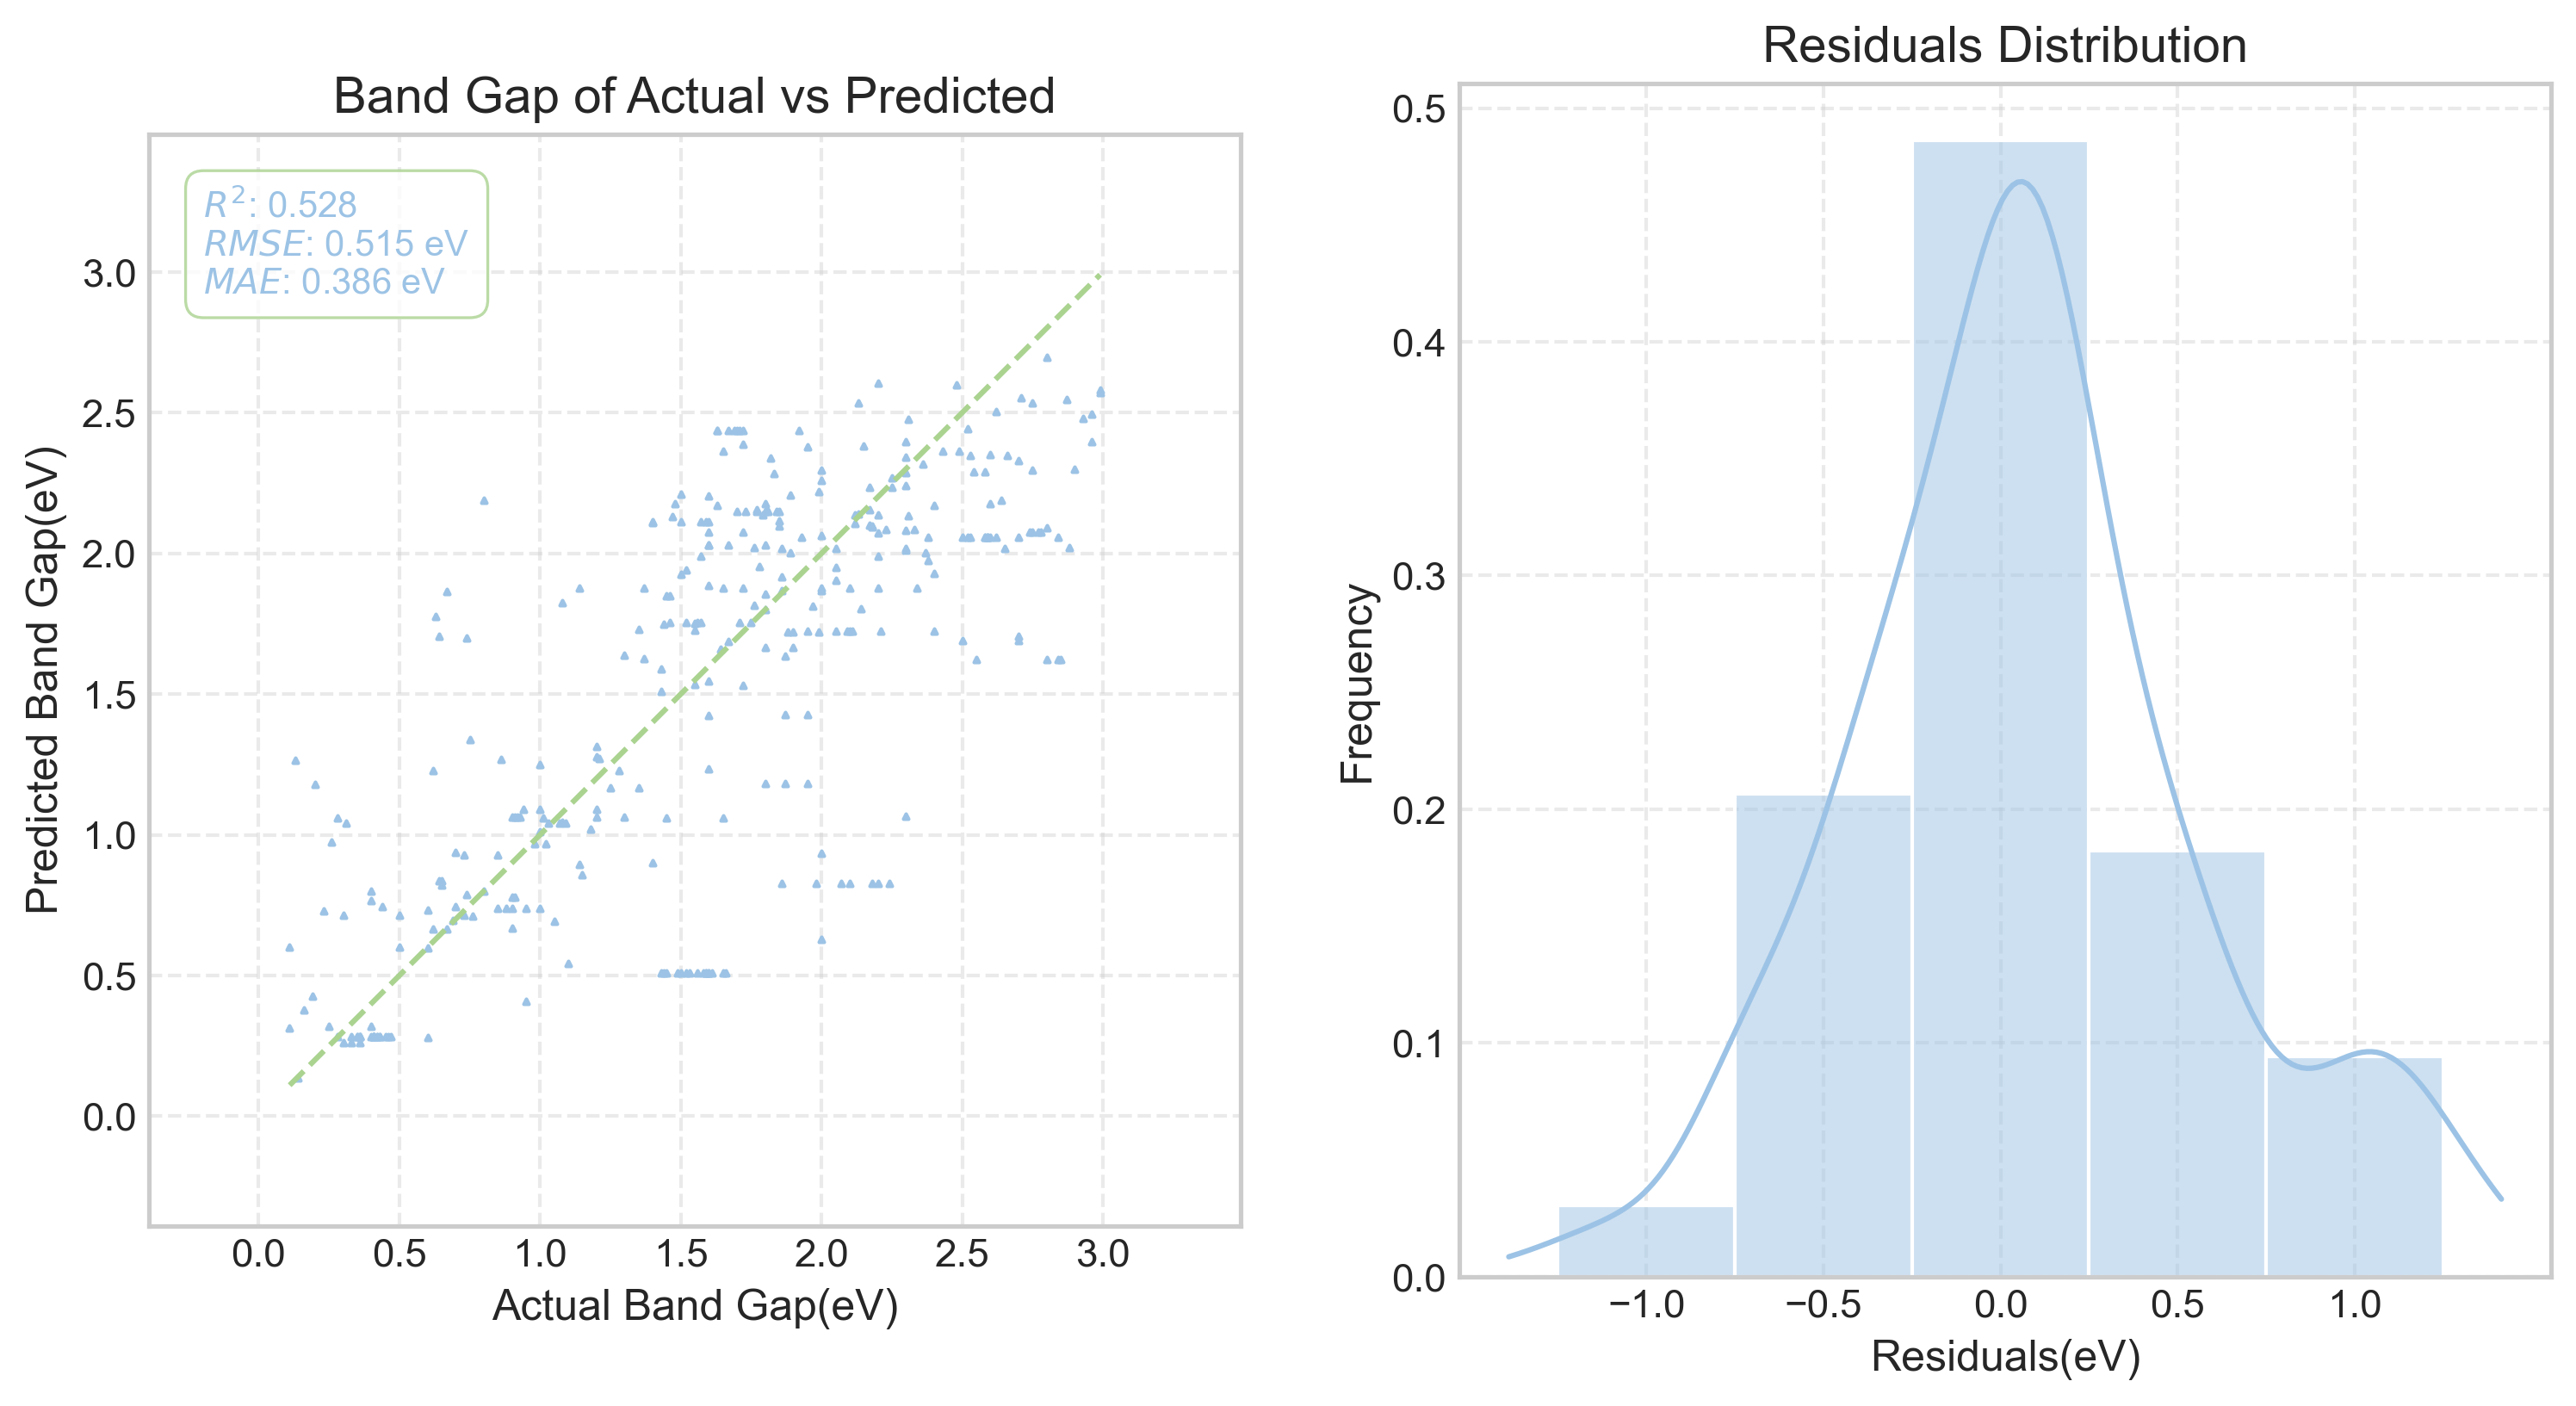 Band Gap of Actual vs Predicted
R²: 0.528
RMSE: 0.515 eV
MAE: 0.386 eV
Predicted Band Gap(eV)
3.0
2.5
2.0
1.5
1.0
0.5
0.0
0.0 0.5 1.0 1.5 2.0 2.5 3.0
Actual Band Gap(eV)
Residuals Distribution
Frequency
0.5
0.4
0.3
0.2
0.1
0.0
−1.0 −0.5 0.0 0.5 1.0
Residuals(eV)